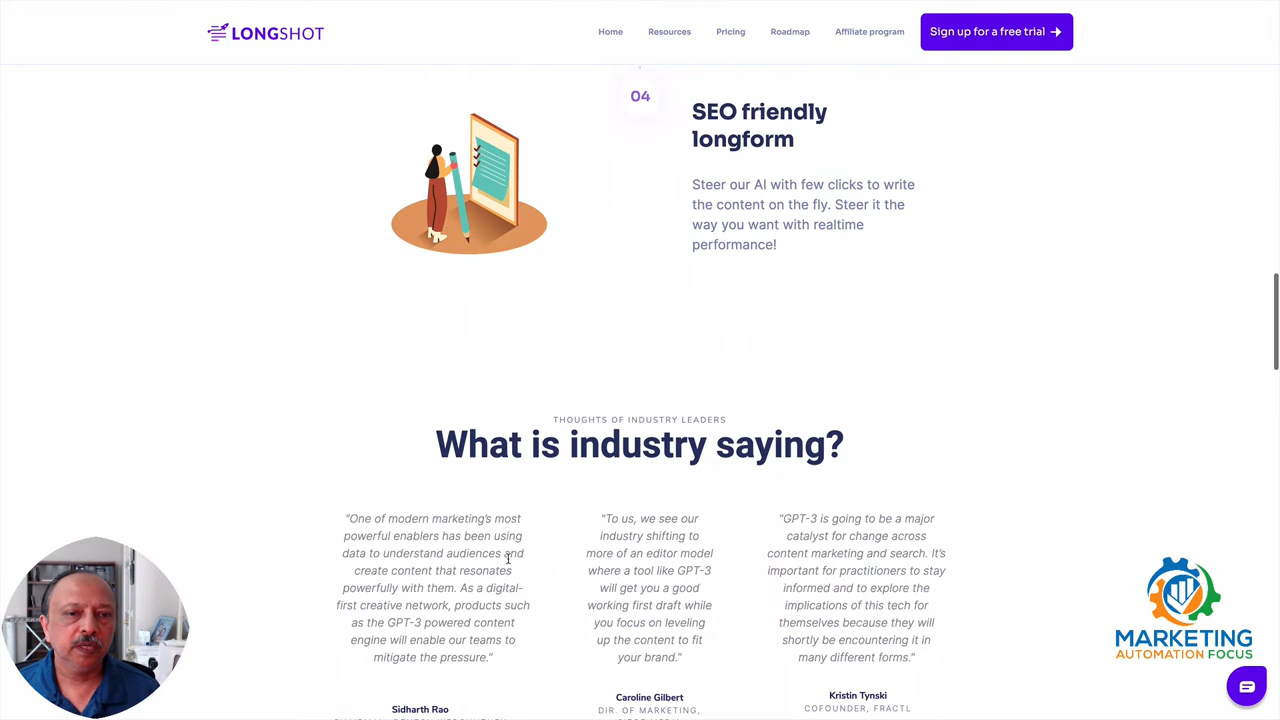 LONGSHOT
Home
Resources
Pricing
Roadmap
Affiliate program
Sign up for a free trial
04
SEO friendly
longform
Steer our AI with few clicks to write
the content on the fly. Steer it the
way you want with realtime
performance!
THOUGHTS OF INDUSTRY LEADERS
What is industry saying?
"One of modern marketing's most
powerful enablers has been using
data to understand audiences and
create content that resonates
powerfully with them. As a digital-
first creative network, products such
as the GPT-3 powered content
engine will enable our teams to
mitigate the pressure."
Sidharth Rao
"To us, we see our
industry shifting to
more of an editor model
where a tool like GPT-3
will get you a good
working first draft while
you focus on leveling
up the content to fit
your brand."
Caroline Gilbert
DIR. OF MARKETING,
"GPT-3 is going to be a major
catalyst for change across
content marketing and search. It's
important for practitioners to stay
informed and to explore the
implications of this tech for
themselves because they will
shortly be encountering it in
many different forms."
Kristin Tynski
COFOUNDER, FRACTL
MARKETING
AUTOMATION FOCUS